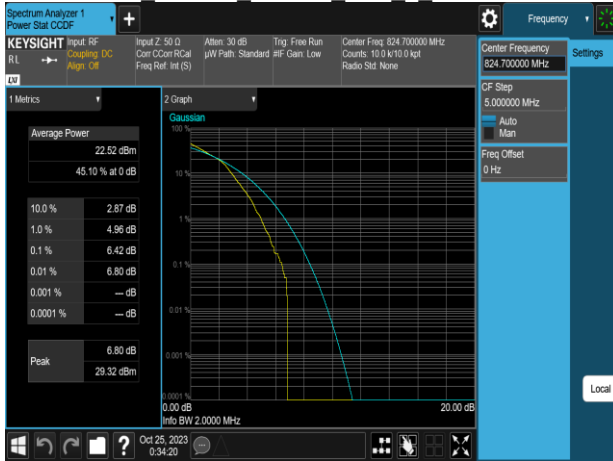 Spectrum Analyzer 1
Power Stat CCDF
Frequency
KEYSIGHT
RL
LXI
Input: RF
Coupling: DC
Align: Off
Input Z: 50 Ω
Corr CCorr RCal
Freq Ref: Int (S)
Atten: 30 dB
µW Path: Standard
Trig: Free Run
#IF Gain: Low
Center Freq: 824.700000 MHz
Counts: 10.0 k/10.0 kpt
Radio Std: None
Center Frequency
824.700000 MHz
Settings
CF Step
5.000000 MHz
Auto
Man
Freq Offset
0 Hz
Local
1 Metrics
Average Power
22.52 dBm
45.10 % at 0 dB
10.0 % 2.87 dB
1.0 % 4.96 dB
0.1 % 6.42 dB
0.01 % 6.80 dB
0.001 % --- dB
0.0001 % --- dB
Peak
6.80 dB
29.32 dBm
2 Graph
Gaussian
100 %
10 %
1 %
0.1 %
0.01 %
0.001 %
0.0001 %
0.00 dB 20.00 dB
Info BW 2.0000 MHz
?
Oct 25, 2023
0:34:20